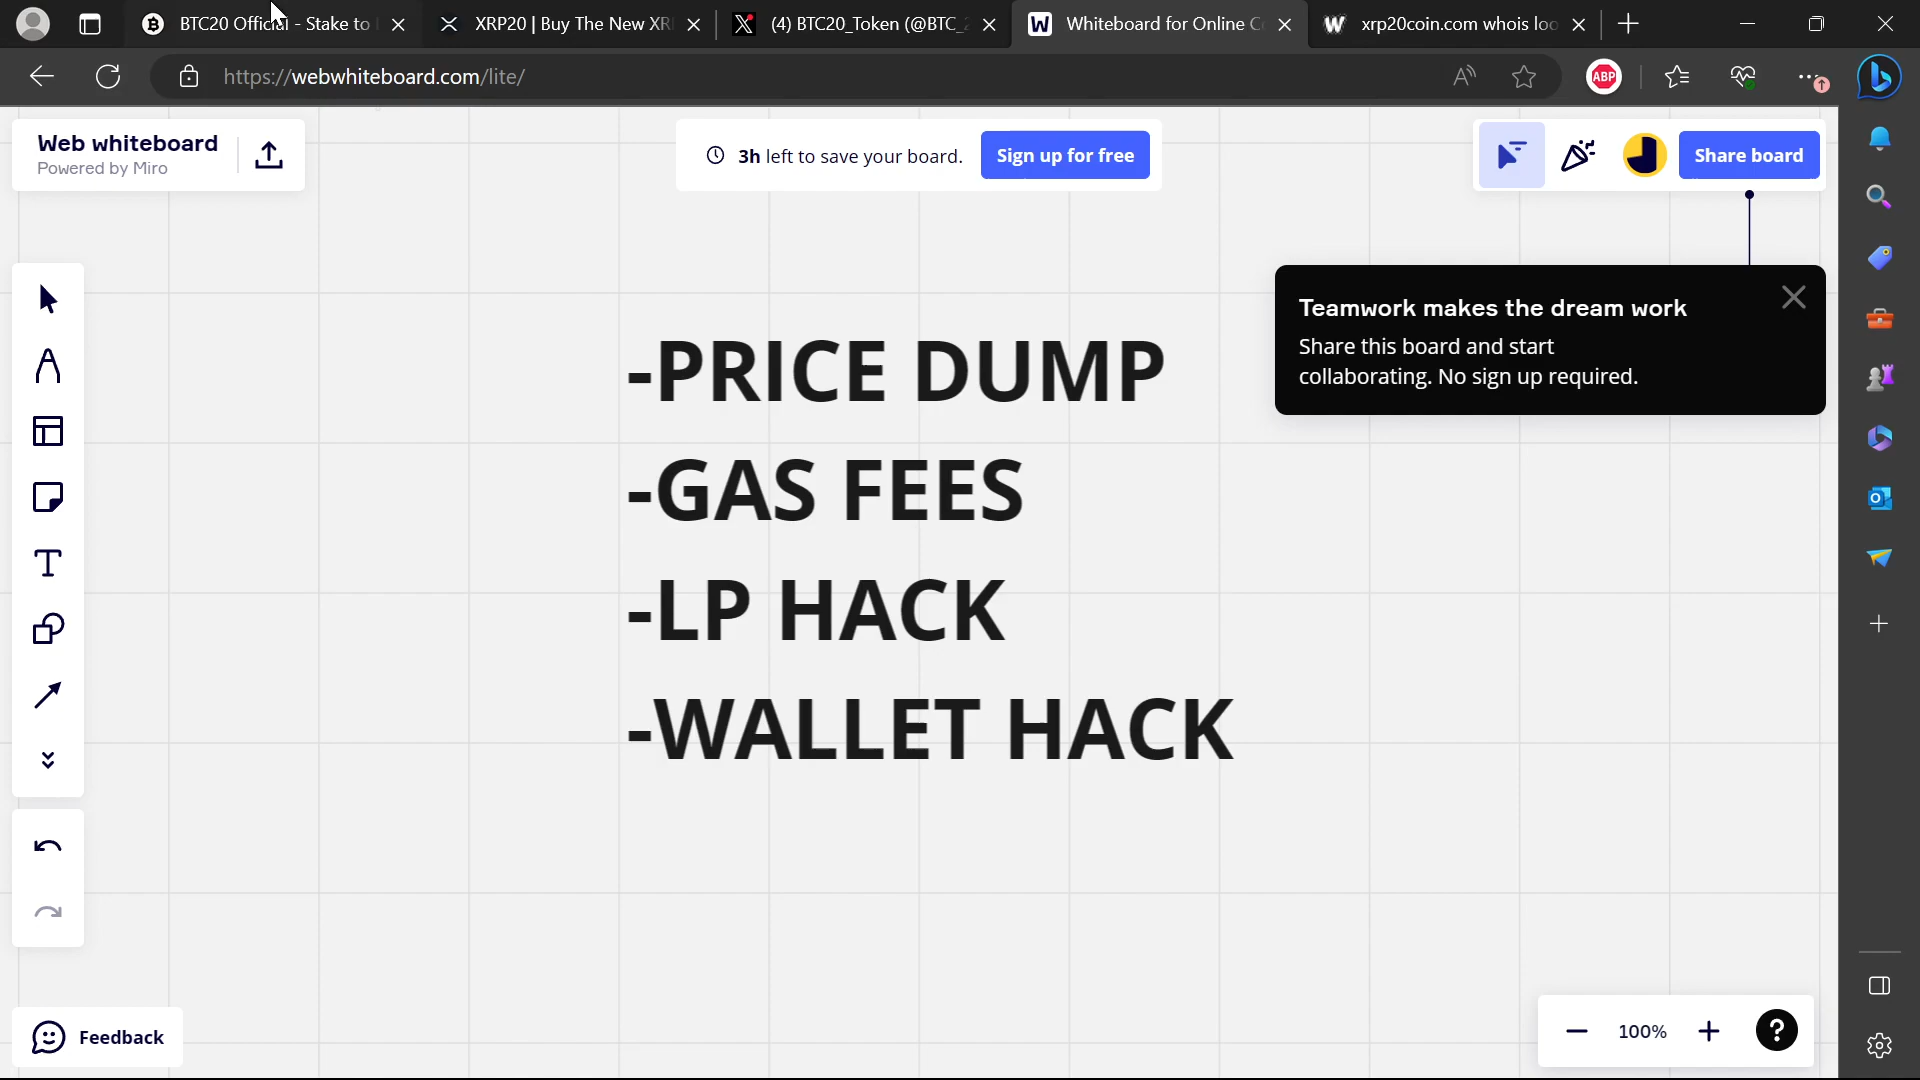 BTC20 Official - Stake to
XRP20 | Buy The New XRP
(4) BTC20_Token (@BTC_2
Whiteboard for Online C
xrp20coin.com whois loo
https://webwhiteboard.com/lite/
ABP
Web whiteboard
Powered by Miro
3h left to save your board.
Sign up for free
Share board
Teamwork makes the dream work
Share this board and start
collaborating. No sign up required.
-PRICE DUMP
-GAS FEES
-LP HACK
-WALLET HACK
Feedback
100%